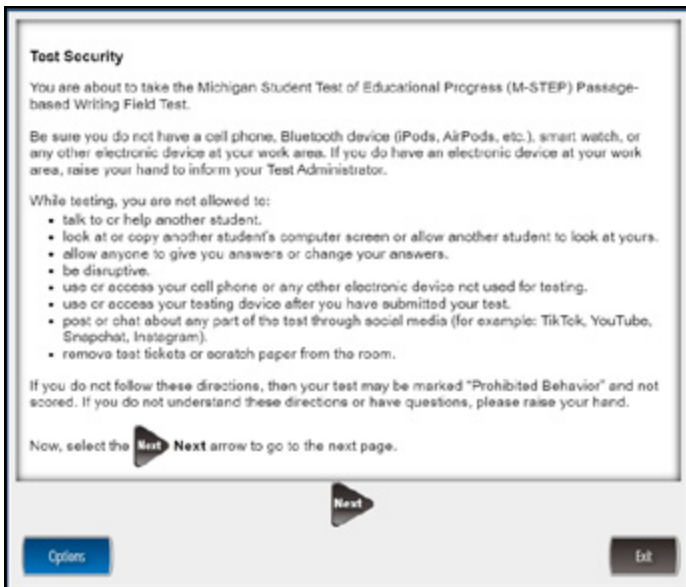 Test Security
You are about to take the Michigan Student Test of Educational Progress (M-STEP) Passage-
based Writing Field Test.
Be sure you do not have a cell phone, Bluetooth device (iPods, AirPods, etc.), smart watch, or
any other electronic device at your work area. If you do have an electronic device at your work
area, raise your hand to inform your Test Administrator.
While testing, you are not allowed to:
• talk to or help another student.
• look at or copy another student's computer screen or allow another student to look at yours.
• allow anyone to give you answers or change your answers.
• be disruptive.
• use or access your cell phone or any other electronic device not used for testing.
• use or access your testing device after you have submitted your test.
• post or chat about any part of the test through social media (for example: TikTok, YouTube,
Snapchat, Instagram).
• remove test tickets or scratch paper from the room.
If you do not follow these directions, then your test may be marked "Prohibited Behavior" and not
scored. If you do not understand these directions or have questions, please raise your hand.
Now, select the Next Next arrow to go to the next page.
Next
Options Exit